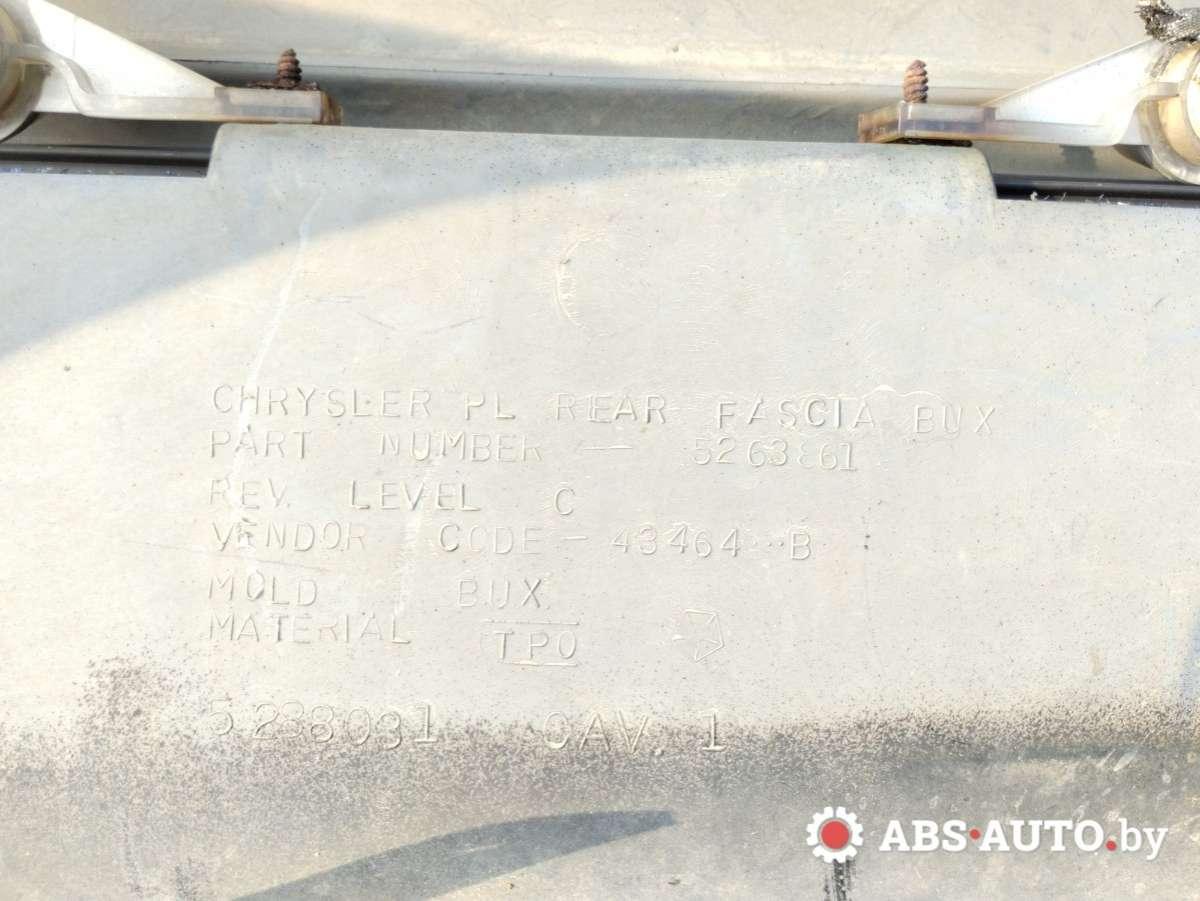 CHRYSLER PL REAR FASCIA BUX
PART NUMBER — 5263861
REV. LEVEL C
VENDOR CODE - 43464 B
MOLD BUX
MATERIAL TPO
5288031 CAV. 1
ABS·AUTO.by